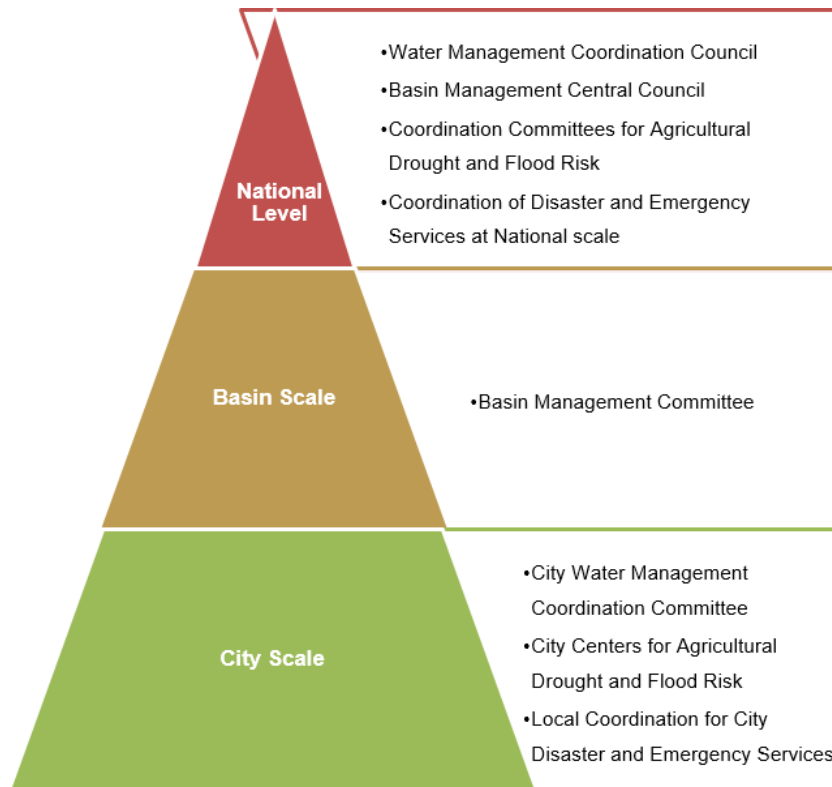 National
Level
•Water Management Coordination Council
•Basin Management Central Council
•Coordination Committees for Agricultural
Drought and Flood Risk
•Coordination of Disaster and Emergency
Services at National scale
Basin Scale
•Basin Management Committee
City Scale
•City Water Management
Coordination Committee
•City Centers for Agricultural
Drought and Flood Risk
•Local Coordination for City
Disaster and Emergency Services